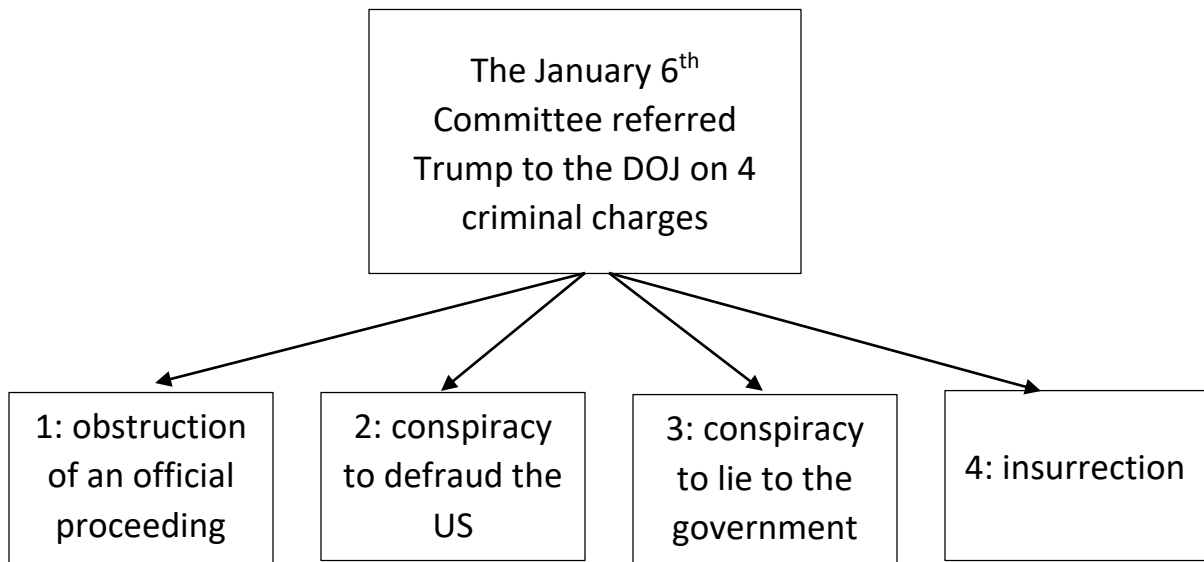 The January 6th
Committee referred
Trump to the DOJ on 4
criminal charges
1: obstruction
of an official
proceeding
2: conspiracy
to defraud the
US
3: conspiracy
to lie to the
government
4: insurrection